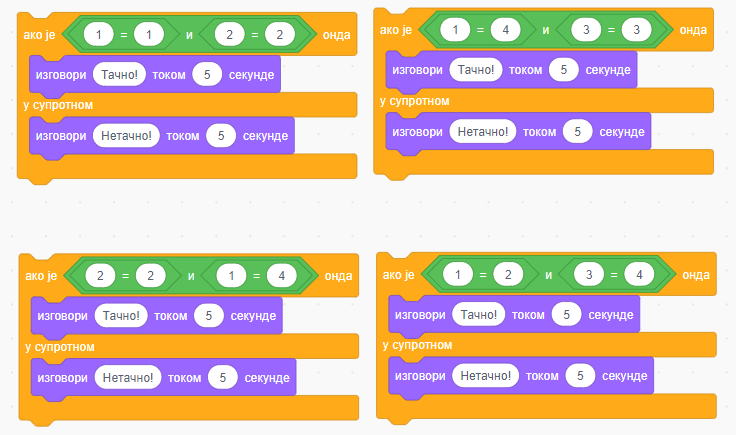 ако је 1 = 1 и 2 = 2 онда
изговори Тачно! током 5 секунде
у супротном
изговори Нетачно! током 5 секунде
ако је 1 = 4 и 3 = 3 онда
изговори Тачно! током 5 секунде
у супротном
изговори Нетачно! током 5 секунде
ако је 2 = 2 и 1 = 4 онда
изговори Тачно! током 5 секунде
у супротном
изговори Нетачно! током 5 секунде
ако је 1 = 2 и 3 = 4 онда
изговори Тачно! током 5 секунде
у супротном
изговори Нетачно! током 5 секунде